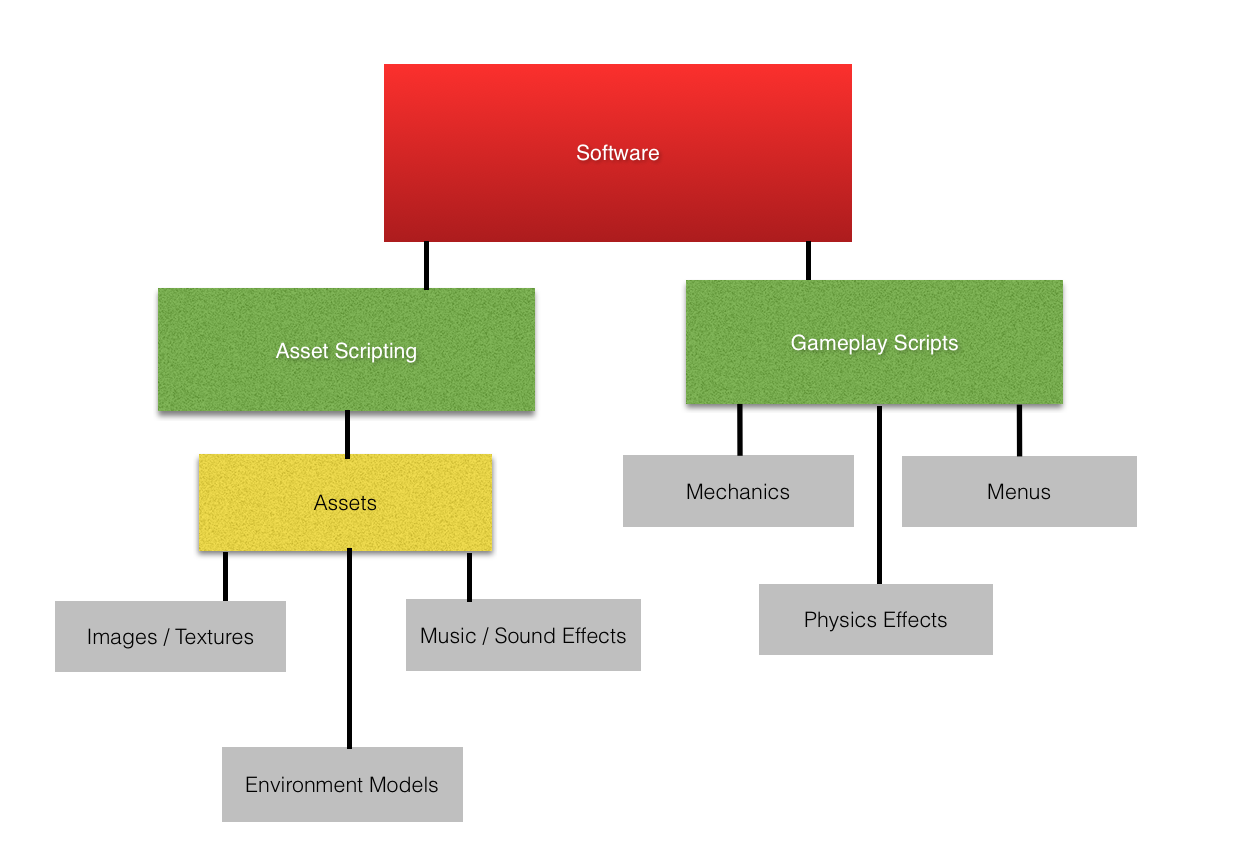 Software
Asset Scripting
Gameplay Scripts
Assets
Mechanics
Menus
Images / Textures
Music / Sound Effects
Physics Effects
Environment Models